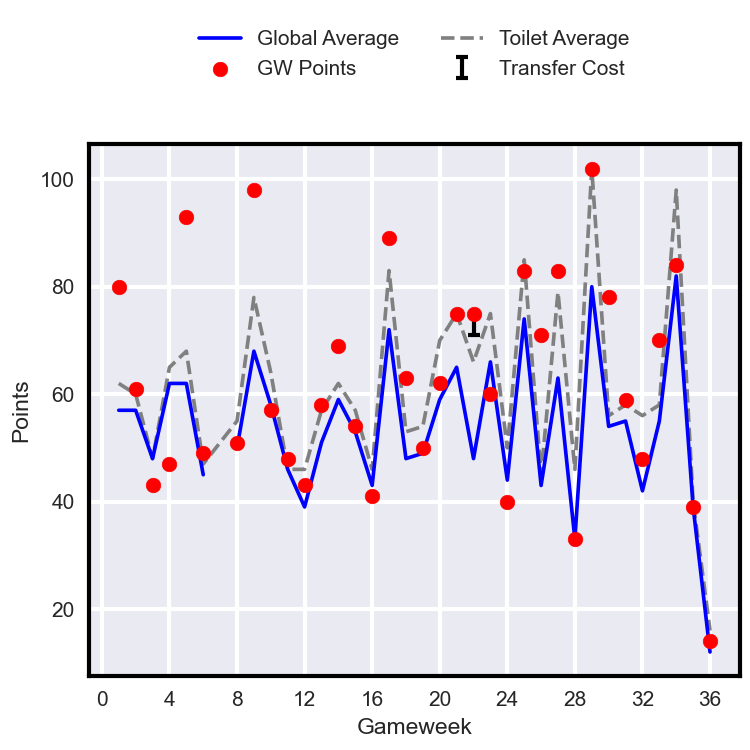 Global Average
Toilet Average
GW Points
Transfer Cost
100
80
60
40
20
Points
0 4 8 12 16 20 24 28 32 36
Gameweek